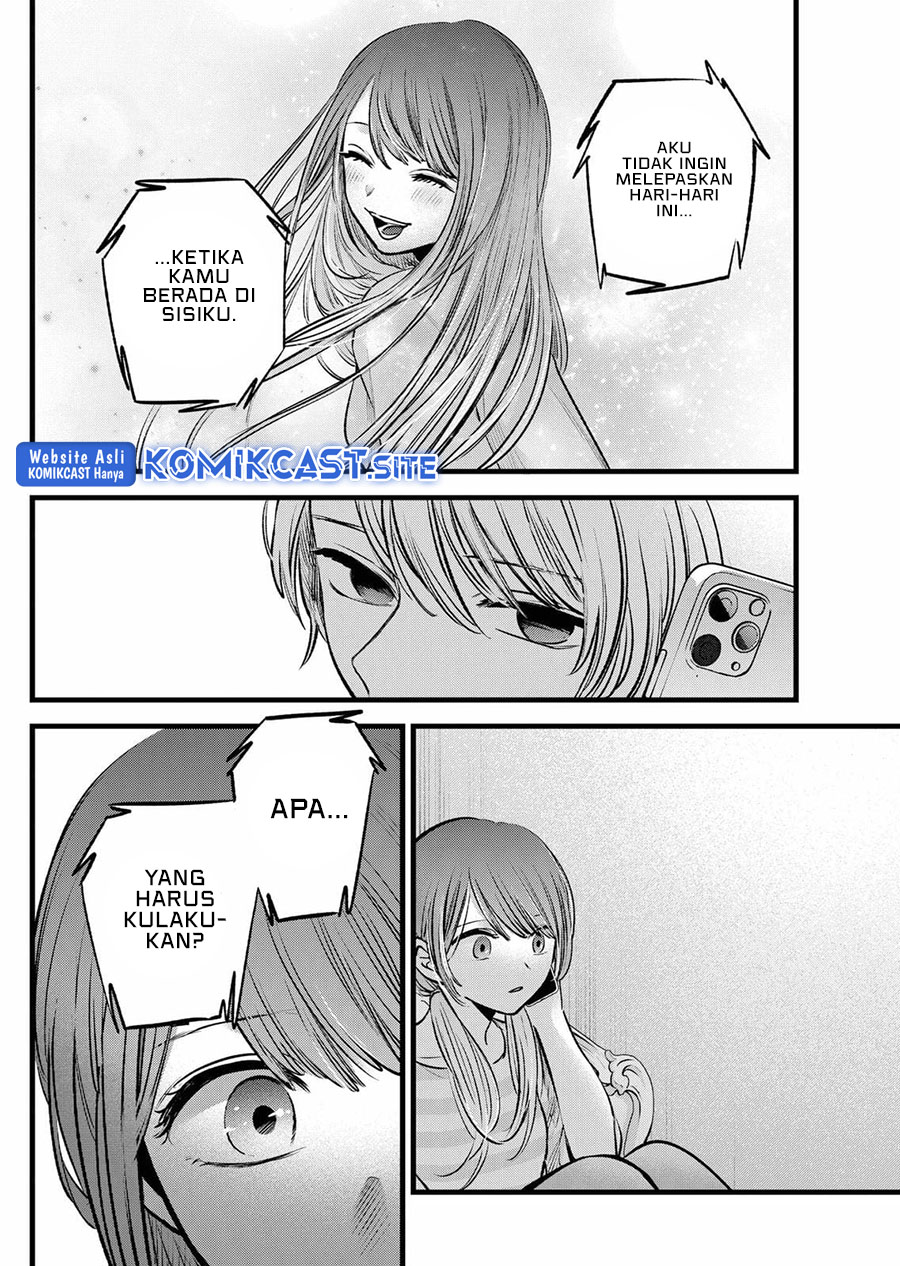 AKU
TIDAK INGIN
MELEPASKAN
HARI-HARI
INI...
...KETIKA
KAMU
BERADA DI
SISIKU.
Website Asli
KOMIKCAST Hanya
KOMIKCAST.SITE
APA...
YANG
HARUS
KULAKU-
KAN?